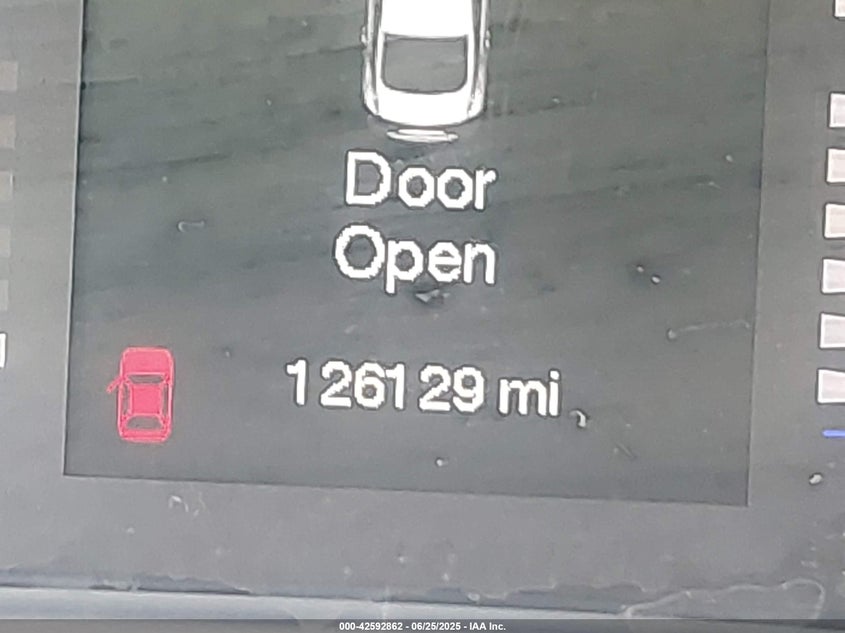 Door
Open
126129 mi
000-42592862 - 06/25/2025 - IAA Inc.